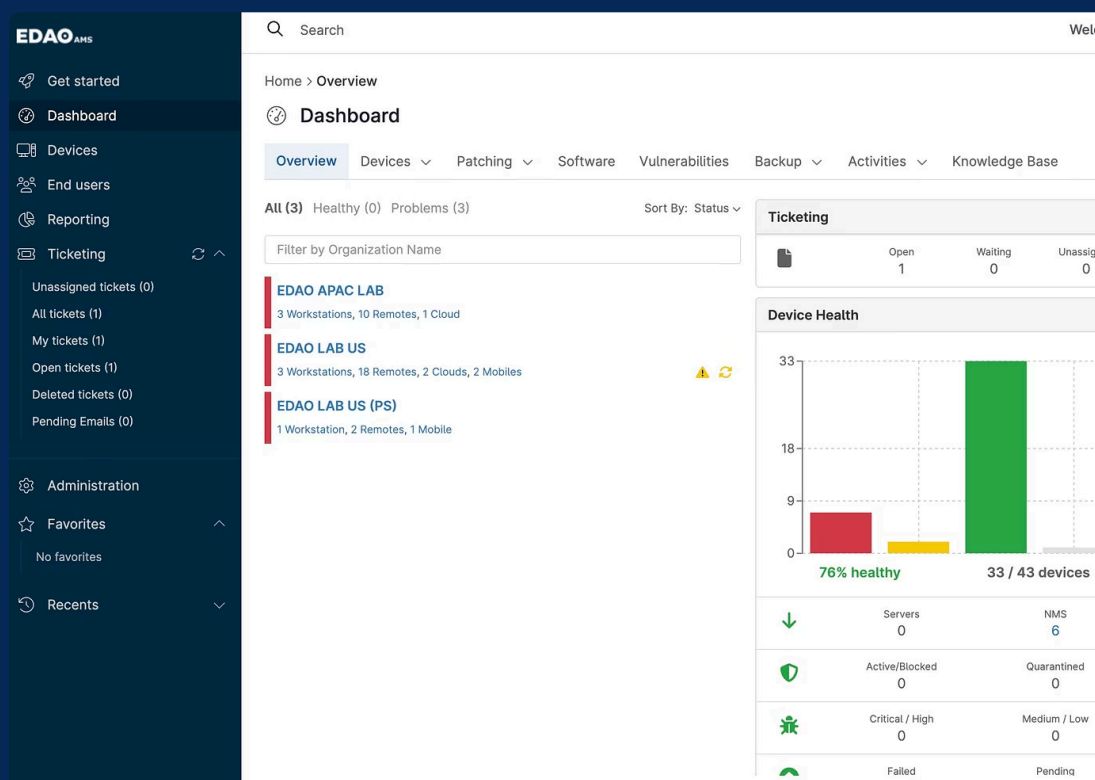 EDAO AMS
Get started
Dashboard
Devices
End users
Reporting
Ticketing
Unassigned tickets (0)
All tickets (1)
My tickets (1)
Open tickets (1)
Deleted tickets (0)
Pending Emails (0)
Administration
Favorites
No favorites
Recents
Search
Home > Overview
Dashboard
Overview Devices Patching Software Vulnerabilities Backup Activities Knowledge Base
All (3) Healthy (0) Problems (3) Sort By: Status
Filter by Organization Name
EDAO APAC LAB
3 Workstations, 10 Remotes, 1 Cloud
EDAO LAB US
3 Workstations, 18 Remotes, 2 Clouds, 2 Mobiles
EDAO LAB US (PS)
1 Workstation, 2 Remotes, 1 Mobile
Ticketing
Open Waiting
1 0 0
Device Health
33
18
9
0
76% healthy 33 / 43 devices
Servers NMS
0 6
Active/Blocked Quarantined
0 0
Critical / High Medium / Low
0 0
Failed Pending